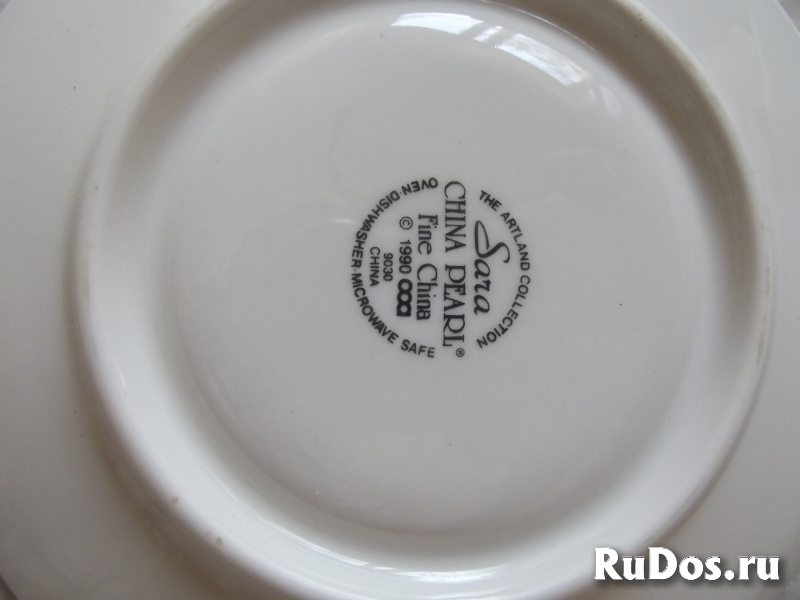 THE ARTLAND COLLECTION
Sara
CHINA PEARL®
Fine China
© 1990 
9030
CHINA
OVEN·DISHWASHER·MICROWAVE SAFE
RuDos.ru